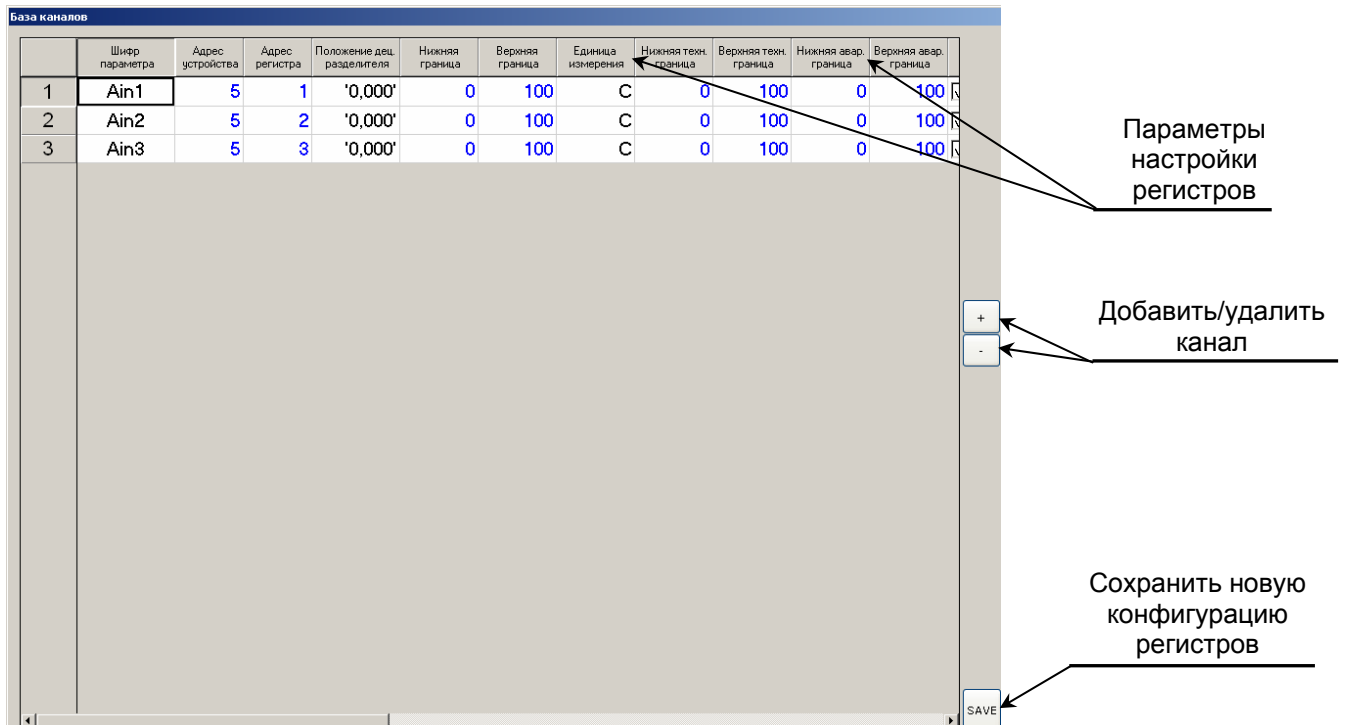 База каналов
Шифр параметра Адрес устройства Адрес регистра Положение дец. разделителя Нижняя граница Верхняя граница Единица измерения Нижняя техн. граница Верхняя техн. граница Нижняя авар. граница Верхняя авар. граница
1 Ain1 5 1 '0,000' 0 100 C 0 100 0 100
2 Ain2 5 2 '0,000' 0 100 C 0 100 0 100
3 Ain3 5 3 '0,000' 0 100 C 0 100 0 100
Параметры
настройки
регистров
+
-
Добавить/удалить
канал
Сохранить новую
конфигурацию
регистров
SAVE